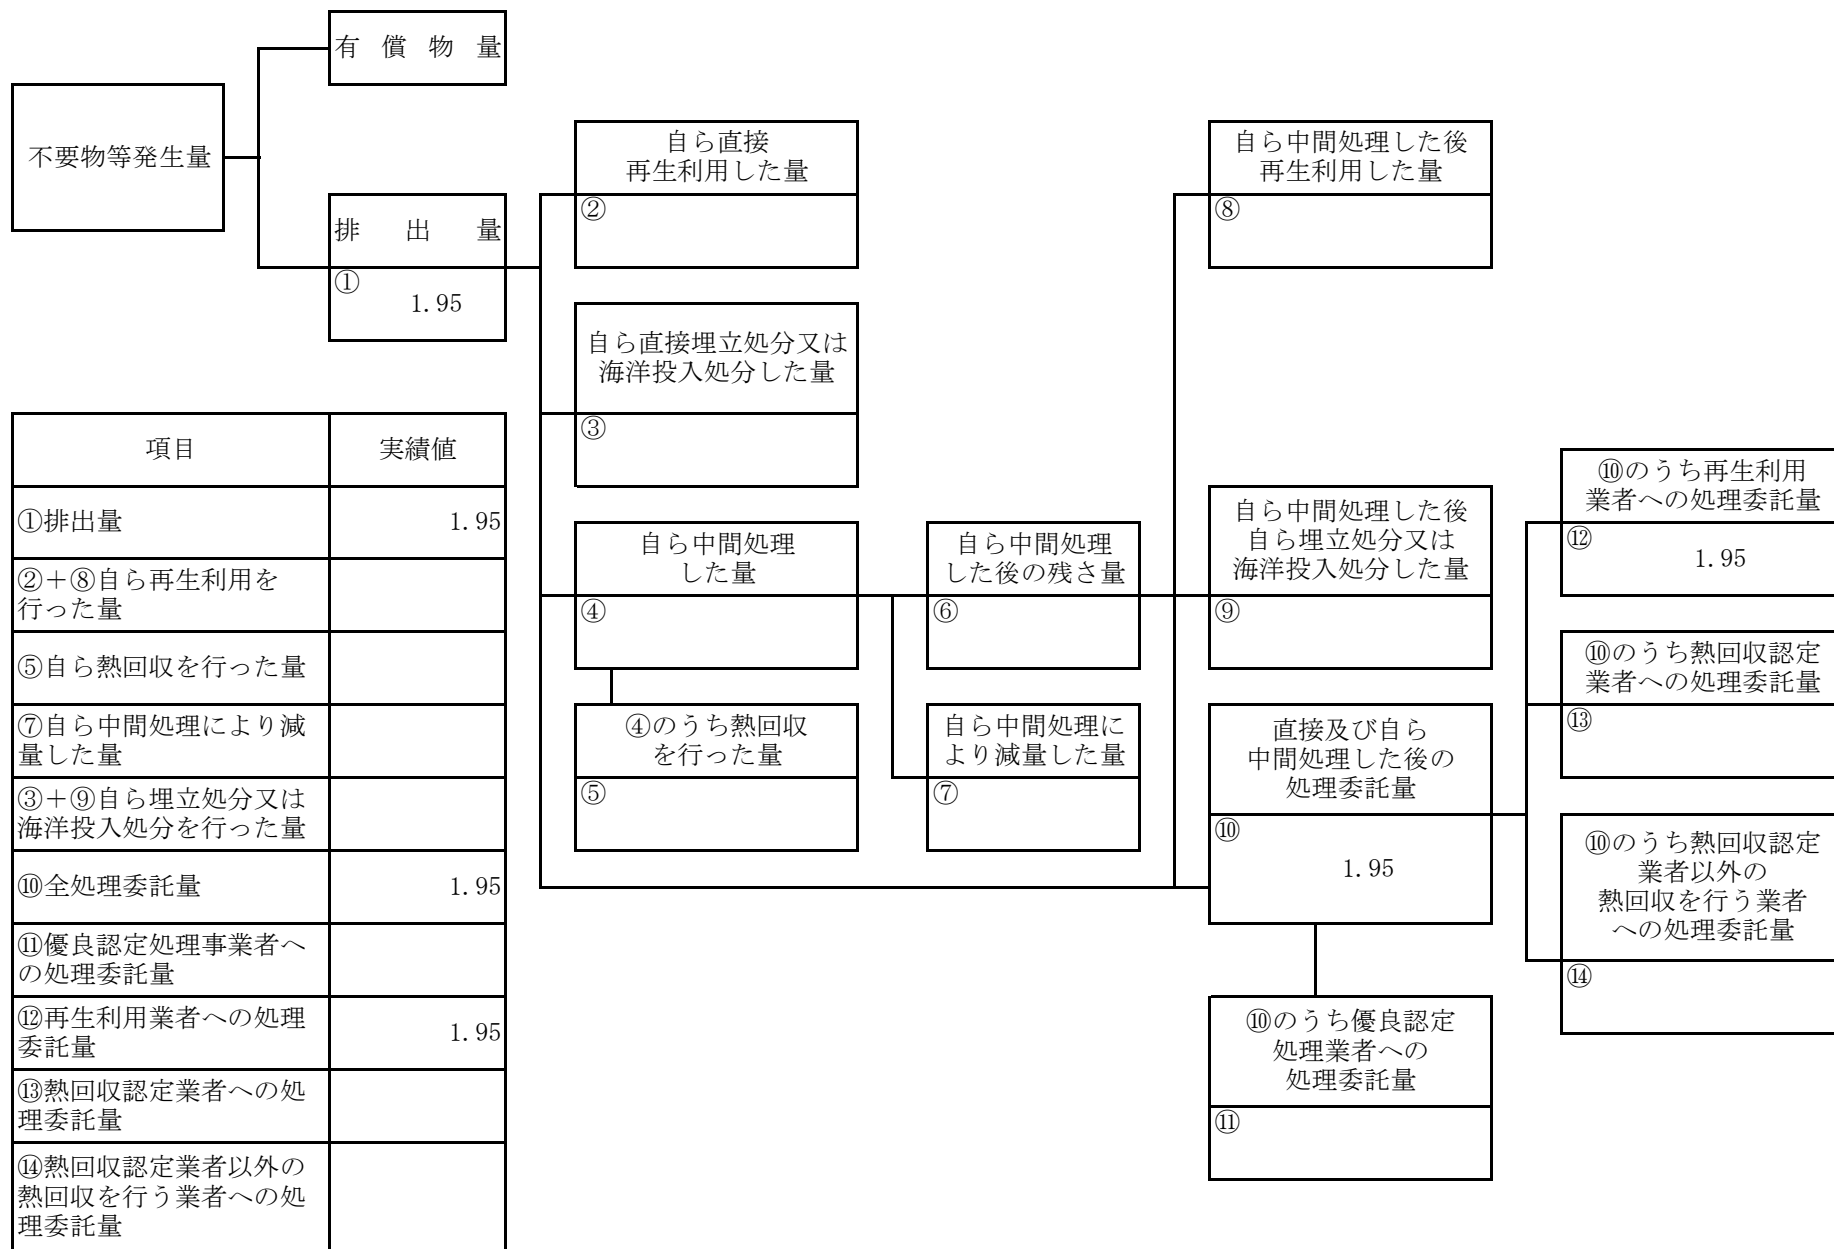 有償物量
不要物等発生量
排出量
①
1.95
自ら直接
再生利用した量
②
自ら直接埋立処分又は
海洋投入処分した量
③
自ら中間処理
した量
④
④のうち熱回収
を行った量
⑤
自ら中間処理
した後の残さ量
⑥
自ら中間処理に
より減量した量
⑦
自ら中間処理した後
再生利用した量
⑧
自ら中間処理した後
自ら埋立処分又は
海洋投入処分した量
⑨
直接及び自ら
中間処理した後の
処理委託量
⑩
1.95
⑩のうち優良認定
処理業者への
処理委託量
⑪
⑩のうち再生利用
業者への処理委託量
⑫
1.95
⑩のうち熱回収認定
業者への処理委託量
⑬
⑩のうち熱回収認定
業者以外の
熱回収を行う業者
への処理委託量
⑭
項目 実績値
①排出量 1.95
②＋⑧自ら再生利用を
行った量
⑤自ら熱回収を行った量
⑦自ら中間処理により減
量した量
③＋⑨自ら埋立処分又は
海洋投入処分を行った量
⑩全処理委託量 1.95
⑪優良認定処理事業者へ
の処理委託量
⑫再生利用業者への処理
委託量 1.95
⑬熱回収認定業者への処
理委託量
⑭熱回収認定業者以外の
熱回収を行う業者への処
理委託量